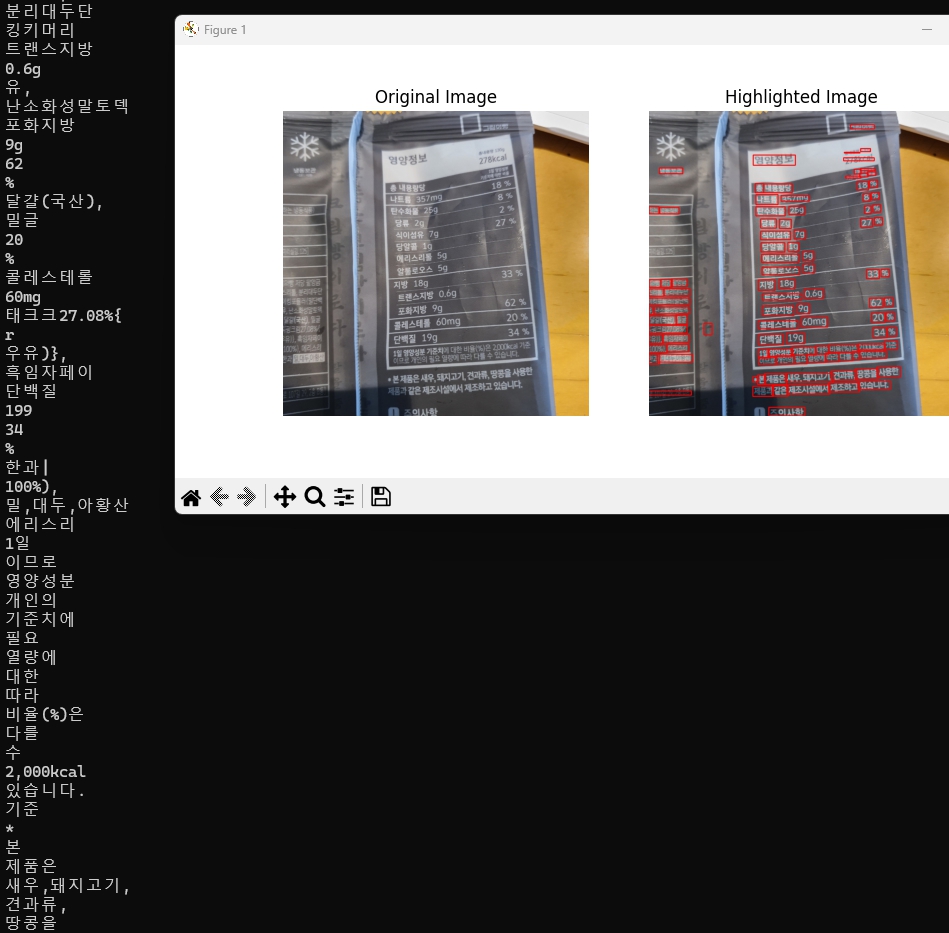 분리대두단
킹키머리
트랜스지방
0.6g
유,
난소화성말토덱
포화지방
9g
62
%
달걀(국산),
밀글
20
%
콜레스테롤
60mg
태크크27.08%{
r
우유)},
흑임자페이
단백질
199
34
%
한과|
100%),
밀,대두,아황산
에리스리
1일
이므로
영양성분
개인의
기준치에
필요
열량에
대한
따라
비율(%)은
다를
수
2,000kcal
있습니다.
기준
*
본
제품은
새우,돼지고기,
견과류,
땅콩을
Figure 1
Original Image
영양정보
278kcal
총 내용량당
나트륨 357mg 18 %
탄수화물 25g 8 %
당류 2g 2 %
식이섬유 7g 27 %
당알콜 1g
에리스리톨 5g
알룰로오스 5g
지방 18g 33 %
트랜스지방 0.6g
포화지방 9g 62 %
콜레스테롤 60mg 20 %
단백질 19g 34 %
1일 영양성분 기준치에 대한 비율(%)은 2,000kcal 기준
이므로 개인의 필요 열량에 따라 다를 수 있습니다.
* 본 제품은 새우, 돼지고기, 견과류, 땅콩을 사용한
제품과 같은 제조시설에서 제조하고 있습니다.
주의사항
Highlighted Image
영양정보
총 내용량당
나트륨 357mg 18 %
탄수화물 25g 8 %
당류 2g 2 %
식이섬유 7g 27 %
당알콜 1g
에리스리톨 5g
알룰로오스 5g
지방 18g 33 %
트랜스지방 0.6g
포화지방 9g 62 %
콜레스테롤 60mg 20 %
단백질 19g 34 %
1일 영양성분 기준치에 대한 비율(%)은 2,000kcal 기준
이므로 개인의 필요 열량에 따라 다를 수 있습니다.
* 본 제품은 새우, 돼지고기, 견과류, 땅콩을 사용한
제품과 같은 제조시설에서 제조하고 있습니다.
주의사항